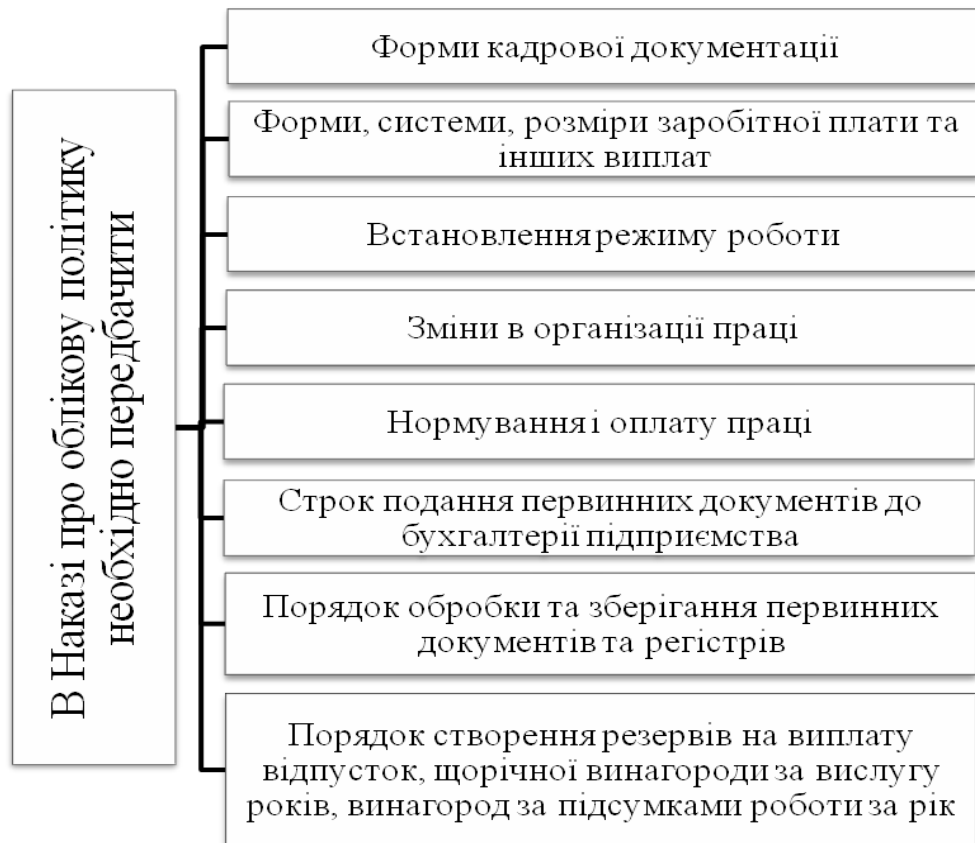 В Наказі про облікову політику
необхідно передбачити
Форми кадрової документації
Форми, системи, розміри заробітної плати та
інших виплат
Встановлення режиму роботи
Зміни в організації праці
Нормування і оплату праці
Строк подання первинних документів до
бухгалтерії підприємства
Порядок обробки та зберігання первинних
документів та регістрів
Порядок створення резервів на виплату
відпусток, щорічної винагороди за вислугу
років, винагород за підсумками роботи за рік